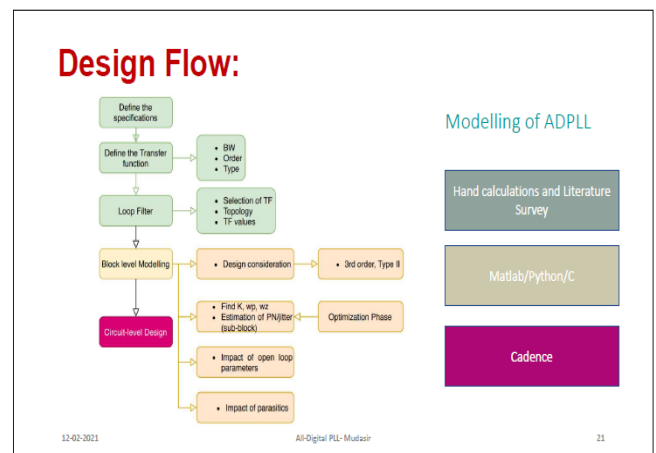 Design Flow:
Define the
specifications
Define the Transfer
function
• BW
• Order
• Type
Loop Filter
• Selection of TF
• Topology
• TF values
Block level Modelling
• Design consideration
• 3rd order, Type II
• Find K, wp, wz
• Estimation of PN/jitter
(sub-block)
Optimization Phase
Circuit-level Design
• Impact of open loop
parameters
• Impact of parasitics
Modelling of ADPLL
Hand calculations and Literature
Survey
Matlab/Python/C
Cadence
12-02-2021
All-Digital PLL- Mudasir
21